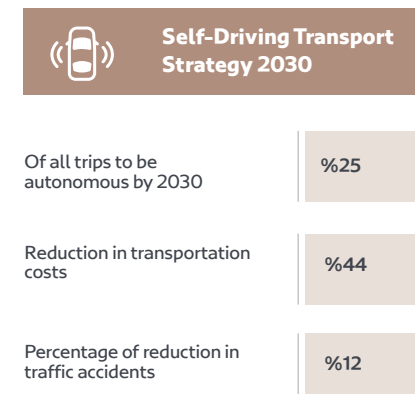 Self-Driving Transport
Strategy 2030
Of all trips to be
autonomous by 2030
%25
Reduction in transportation
costs
%44
Percentage of reduction in
traffic accidents
%12